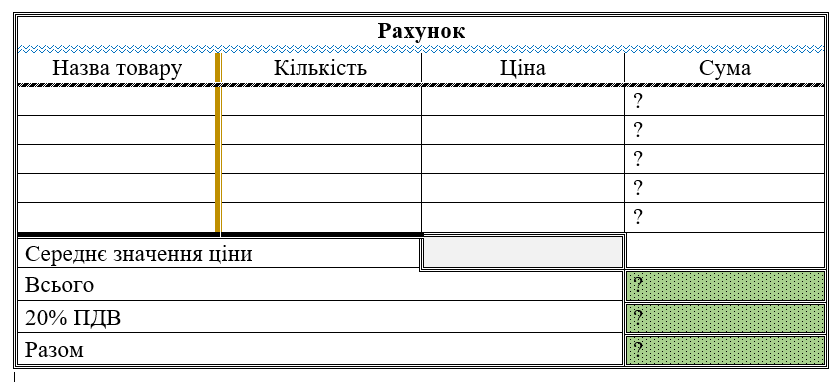 Рахунок
Назва товару Кількість Ціна Сума
?
?
?
?
?
Середнє значення ціни
Всього ?
20% ПДВ ?
Разом ?